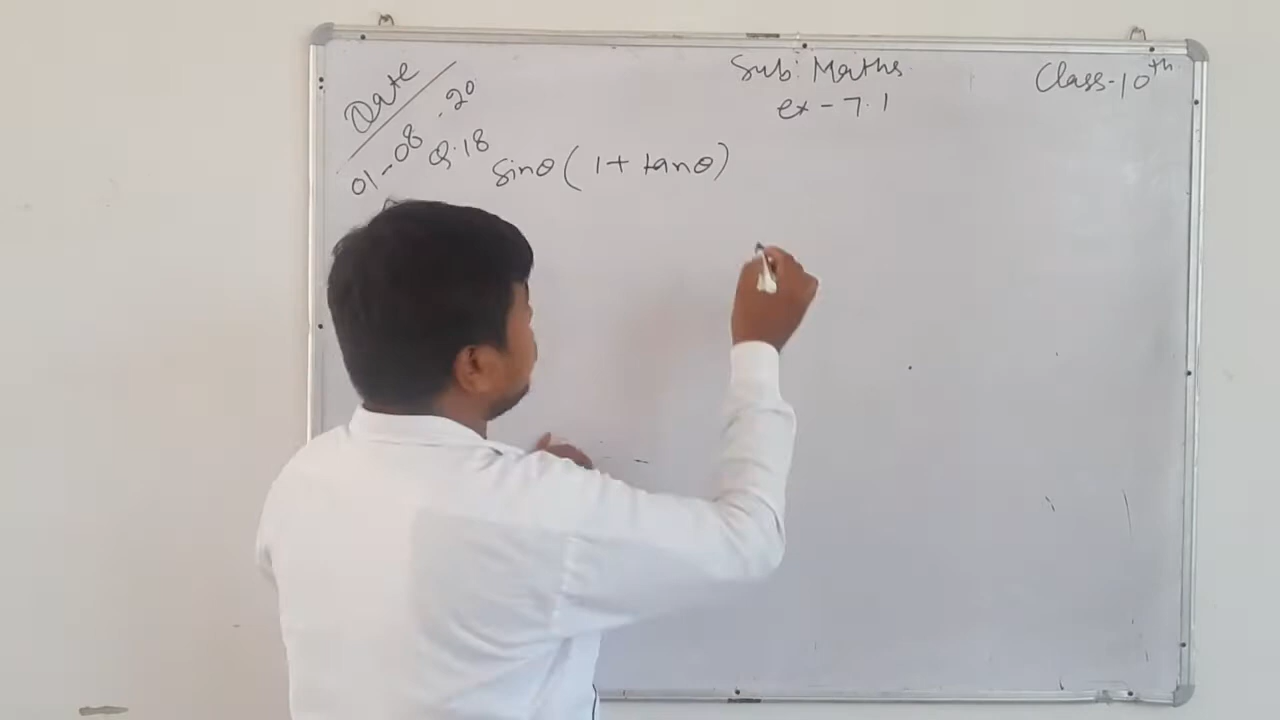 Date
01-08-20
Sub: Maths
ex - 7.1
Class-10th
Q.18 Sinθ (1 + tanθ)